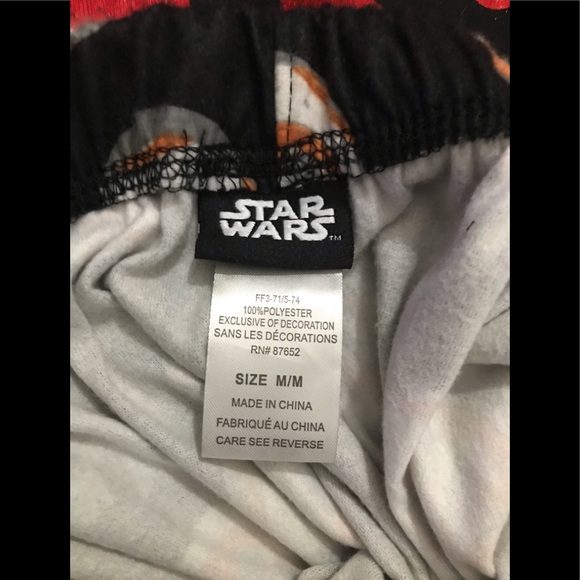 STAR
WARS TM
FF3-71/5-74
100%POLYESTER
EXCLUSIVE OF DECORATION
SANS LES DÉCORATIONS
RN# 87652
SIZE M/M
MADE IN CHINA
FABRIQUÉ AU CHINA
CARE SEE REVERSE